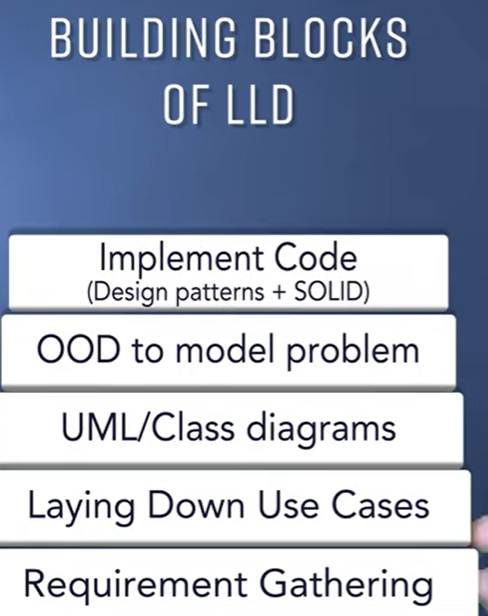 BUILDING BLOCKS
OF LLD
Implement Code
(Design patterns + SOLID)
OOD to model problem
UML/Class diagrams
Laying Down Use Cases
Requirement Gathering